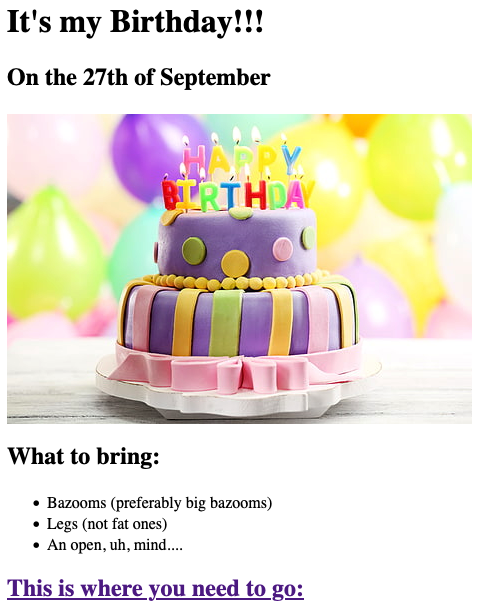 It's my Birthday!!!
On the 27th of September
HAPPY
BIRTHDAY
What to bring:
Bazooms (preferably big bazooms)
Legs (not fat ones)
An open, uh, mind....
This is where you need to go: